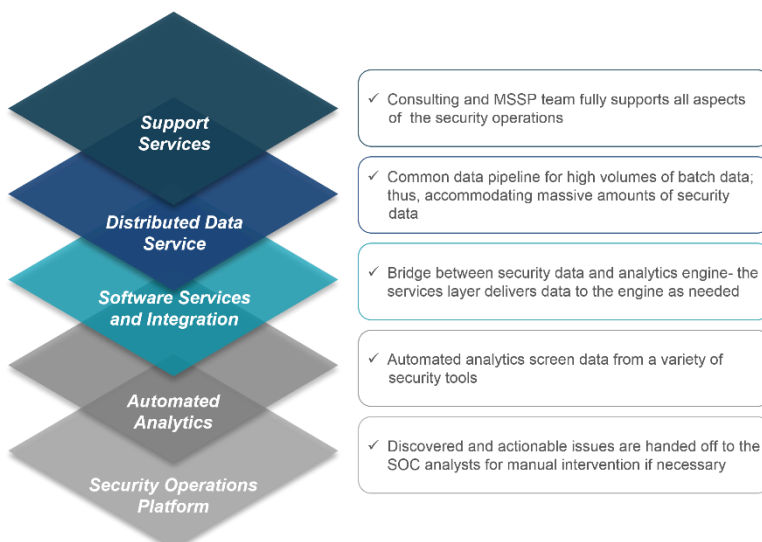 Support
Services
✓ Consulting and MSSP team fully supports all aspects
of the security operations
Distributed Data
Service
✓ Common data pipeline for high volumes of batch data;
thus, accommodating massive amounts of security
data
Software Services
and Integration
✓ Bridge between security data and analytics engine- the
services layer delivers data to the engine as needed
Automated
Analytics
✓ Automated analytics screen data from a variety of
security tools
Security Operations
Platform
✓ Discovered and actionable issues are handed off to the
SOC analysts for manual intervention if necessary